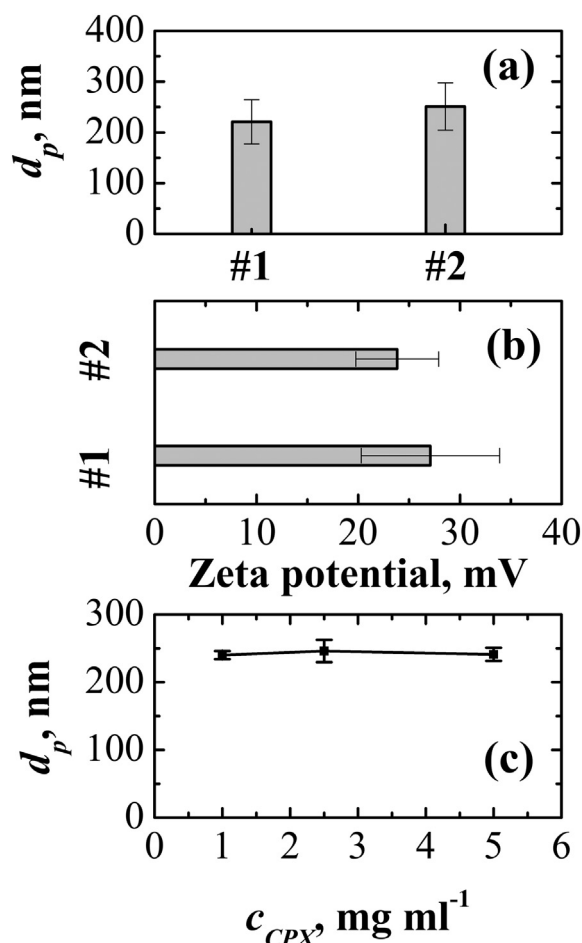 400
300
200
100
0
d_p, nm
(a)
#1 #2
(b)
#2
#1
0 10 20 30 40
Zeta potential, mV
300
200
100
0
d_p, nm
(c)
0 1 2 3 4 5 6
c_CPX, mg ml⁻¹